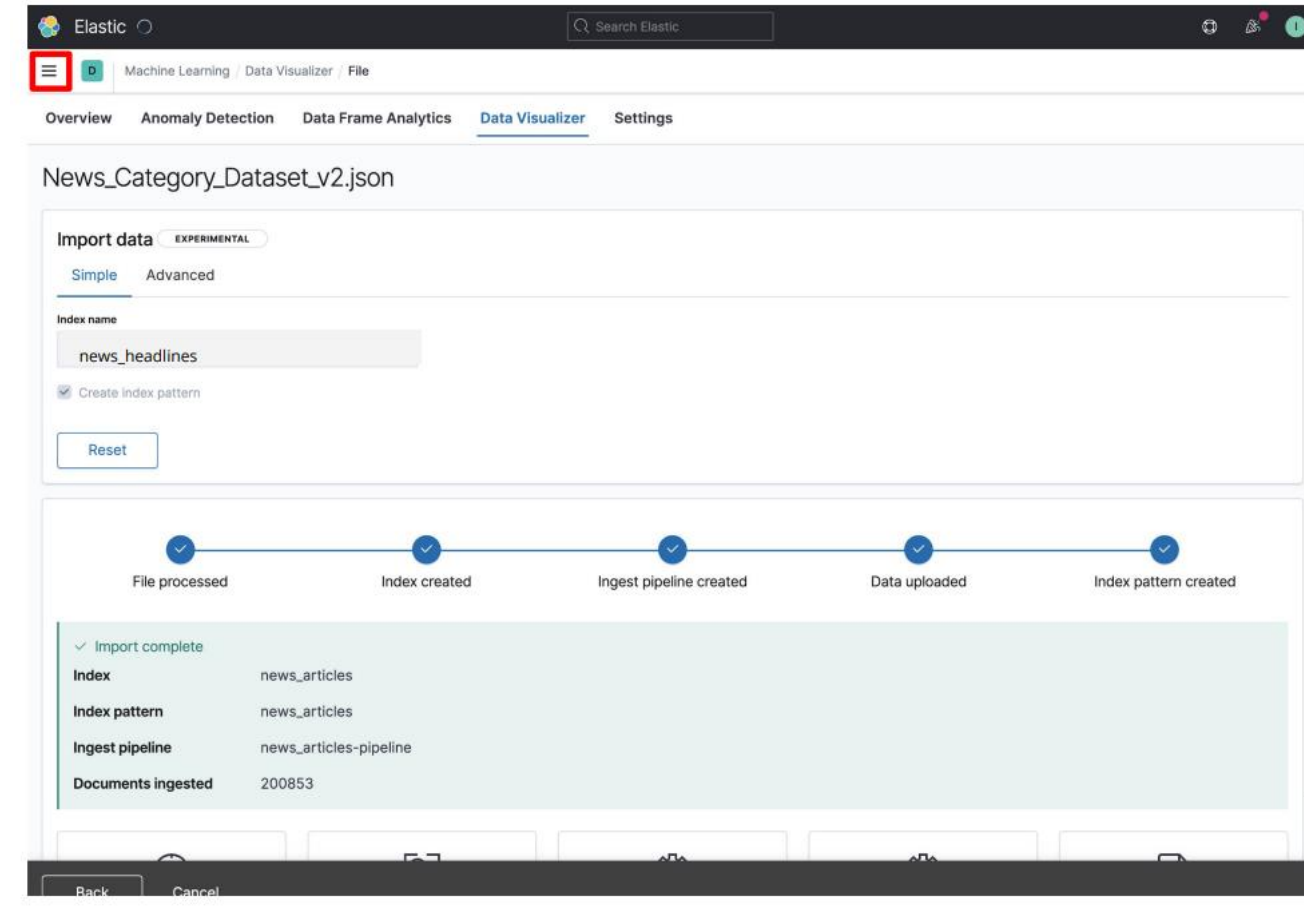 Elastic
Search Elastic
D Machine Learning / Data Visualizer / File
Overview Anomaly Detection Data Frame Analytics Data Visualizer Settings
News_Category_Dataset_v2.json
Import data EXPERIMENTAL
Simple Advanced
Index name
news_headlines
Create index pattern
Reset
File processed Index created Ingest pipeline created Data uploaded Index pattern created
Import complete
Index news_articles
Index pattern news_articles
Ingest pipeline news_articles-pipeline
Documents ingested 200853
Back Cancel